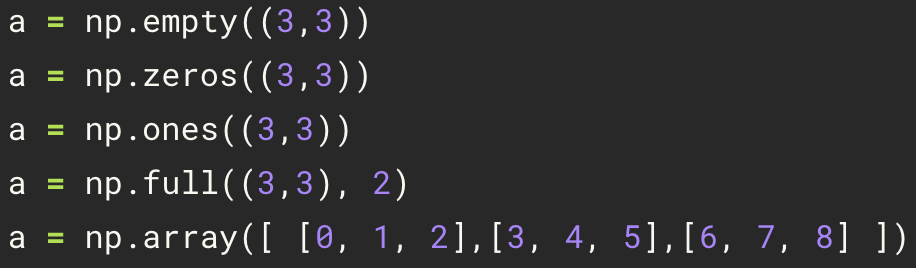 a = np.empty((3,3))
a = np.zeros((3,3))
a = np.ones((3,3))
a = np.full((3,3), 2)
a = np.array([ [0, 1, 2],[3, 4, 5],[6, 7, 8] ])